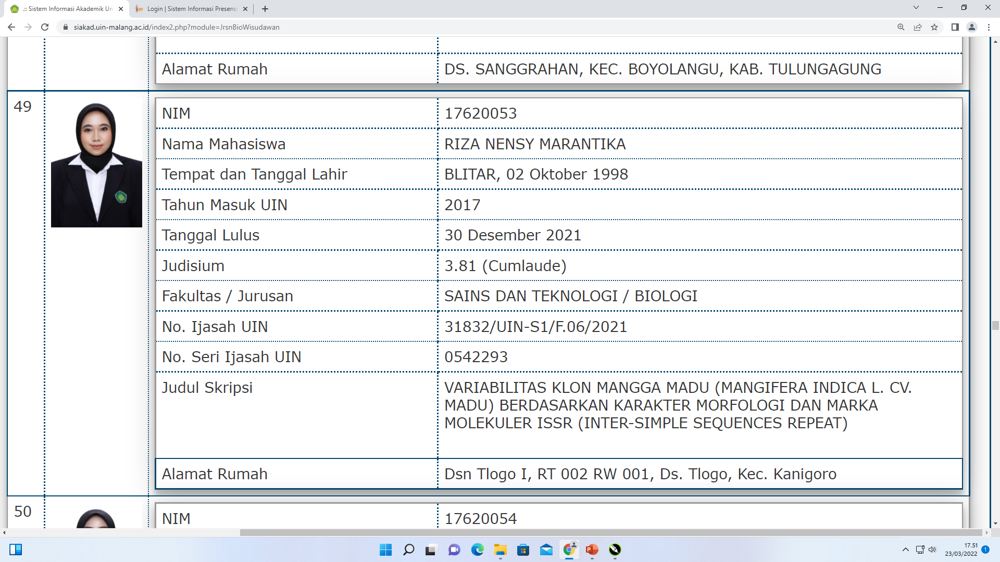 .:: Sistem Informasi Akademik Un
Login | Sistem Informasi Presensi
siakad.uin-malang.ac.id/index2.php?module=JrsnBioWisudawan
Alamat Rumah DS. SANGGRAHAN, KEC. BOYOLANGU, KAB. TULUNGAGUNG
49
NIM 17620053
Nama Mahasiswa RIZA NENSY MARANTIKA
Tempat dan Tanggal Lahir BLITAR, 02 Oktober 1998
Tahun Masuk UIN 2017
Tanggal Lulus 30 Desember 2021
Judisium 3.81 (Cumlaude)
Fakultas / Jurusan SAINS DAN TEKNOLOGI / BIOLOGI
No. Ijasah UIN 31832/UIN-S1/F.06/2021
No. Seri Ijasah UIN 0542293
Judul Skripsi VARIABILITAS KLON MANGGA MADU (MANGIFERA INDICA L. CV.
MADU) BERDASARKAN KARAKTER MORFOLOGI DAN MARKA
MOLEKULER ISSR (INTER-SIMPLE SEQUENCES REPEAT)
Alamat Rumah Dsn Tlogo I, RT 002 RW 001, Ds. Tlogo, Kec. Kanigoro
50
NIM 17620054
17.51
23/03/2022
1